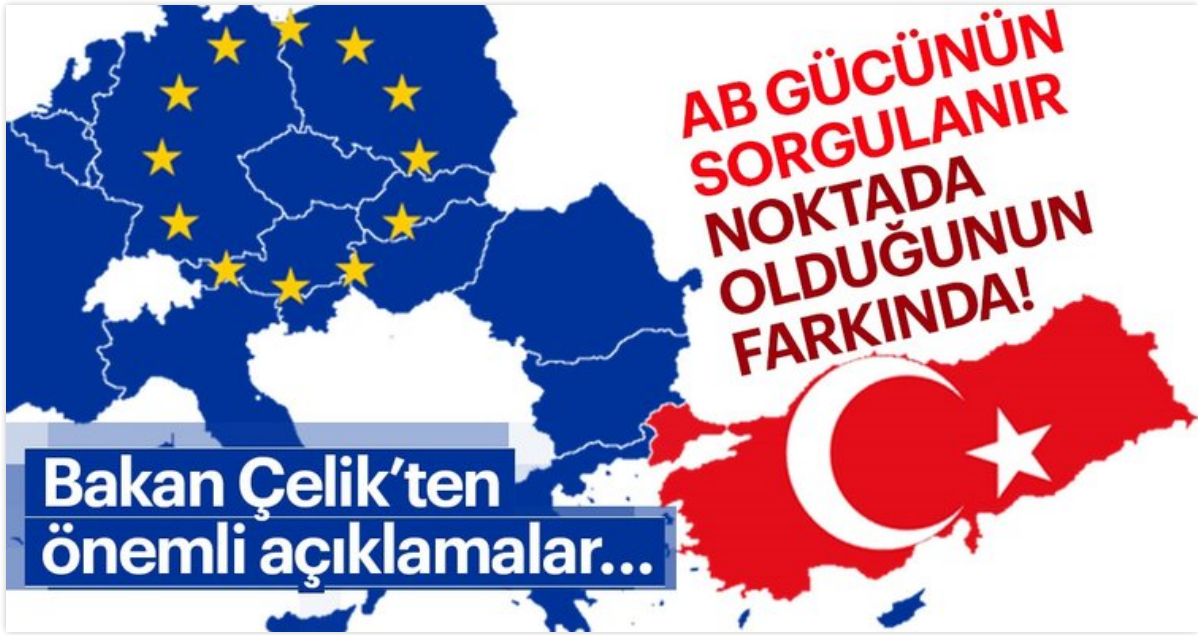 AB GÜCÜNÜN
SORGULANIR
NOKTADA
OLDUĞUNUN
FARKINDA!
Bakan Çelik'ten
önemli açıklamalar...